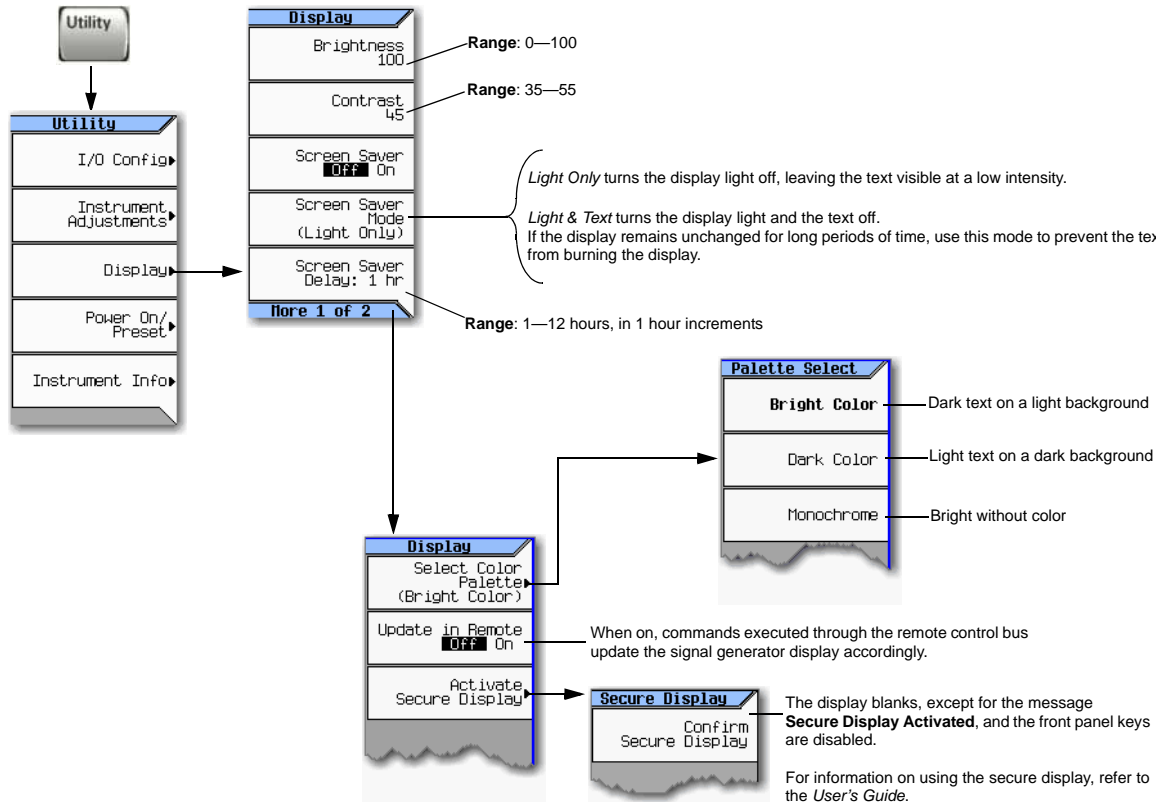 Utility
Utility
I/O Config
Instrument
Adjustments
Display
Power On/
Preset
Instrument Info
Display
Brightness
100
Contrast
45
Screen Saver
Off On
Screen Saver
Mode
(Light Only)
Screen Saver
Delay: 1 hr
More 1 of 2
Range: 0—100
Range: 35—55
Light Only turns the display light off, leaving the text visible at a low intensity.
Light & Text turns the display light and the text off.
If the display remains unchanged for long periods of time, use this mode to prevent the tex
from burning the display.
Range: 1—12 hours, in 1 hour increments
Palette Select
Bright Color
Dark Color
Monochrome
Dark text on a light background
Light text on a dark background
Bright without color
Display
Select Color
Palette
(Bright Color)
Update in Remote
Off On
Activate
Secure Display
When on, commands executed through the remote control bus
update the signal generator display accordingly.
Secure Display
Confirm
Secure Display
The display blanks, except for the message
Secure Display Activated, and the front panel keys
are disabled.
For information on using the secure display, refer to
the User's Guide.